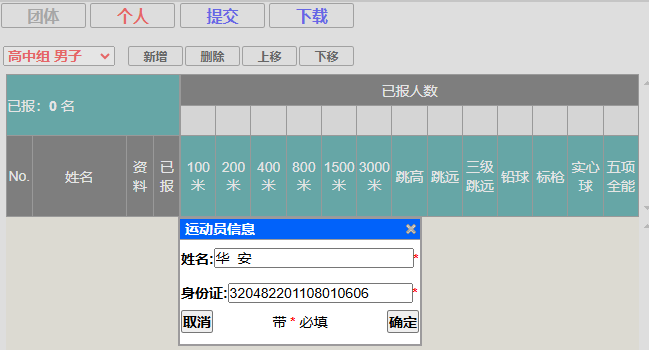 团体 个人 提交 下载
高中组 男子 新增 删除 上移 下移
已报：0 名 已报人数
No. 姓名 资料 已报 100米 200米 400米 800米 1500米 3000米 跳高 跳远 三级跳远 铅球 标枪 实心球 五项全能
运动员信息 ×
姓名:华 安*
身份证:320482201108010606*
取消 带 * 必填 确定